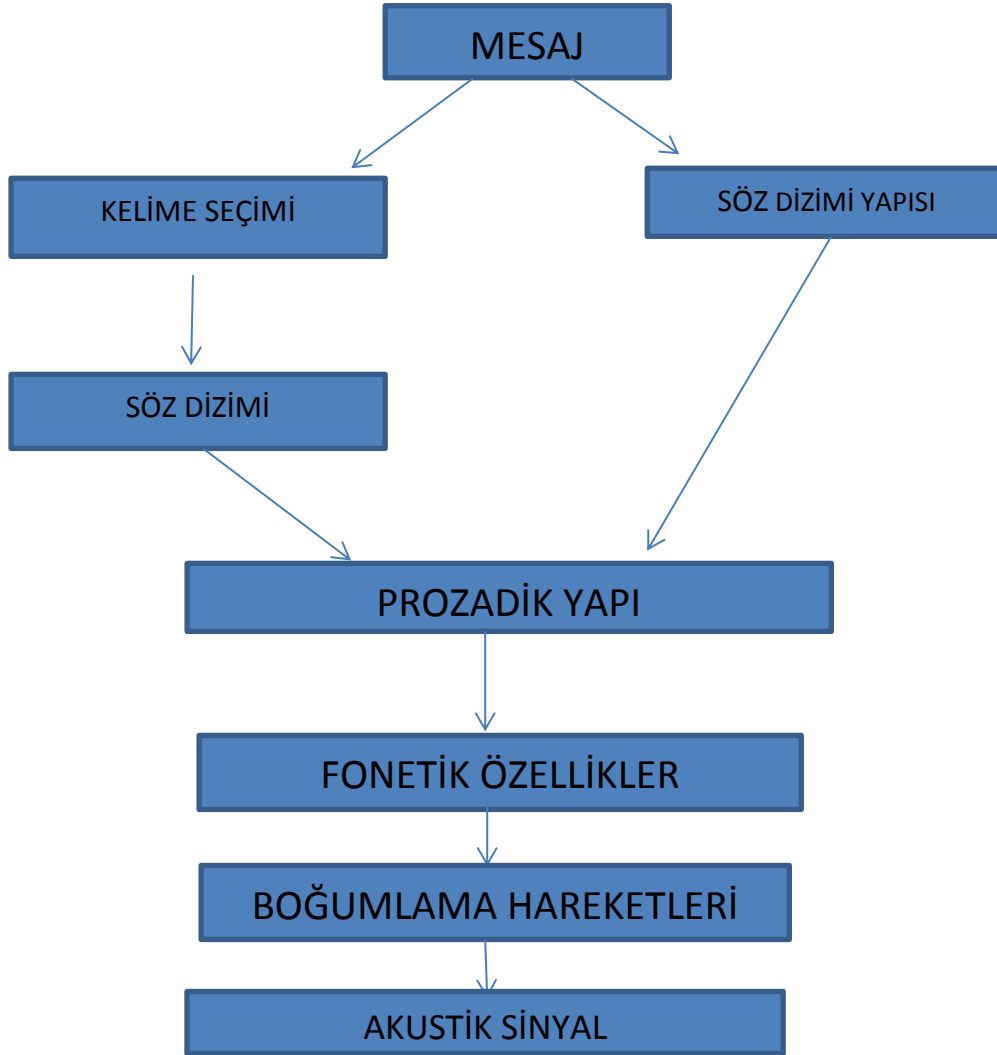 MESAJ
KELİME SEÇİMİ
SÖZ DİZİMİ YAPISI
SÖZ DİZİMİ
PROZADİK YAPI
FONETİK ÖZELLİKLER
BOĞUMLAMA HAREKETLERİ
AKUSTİK SİNYAL